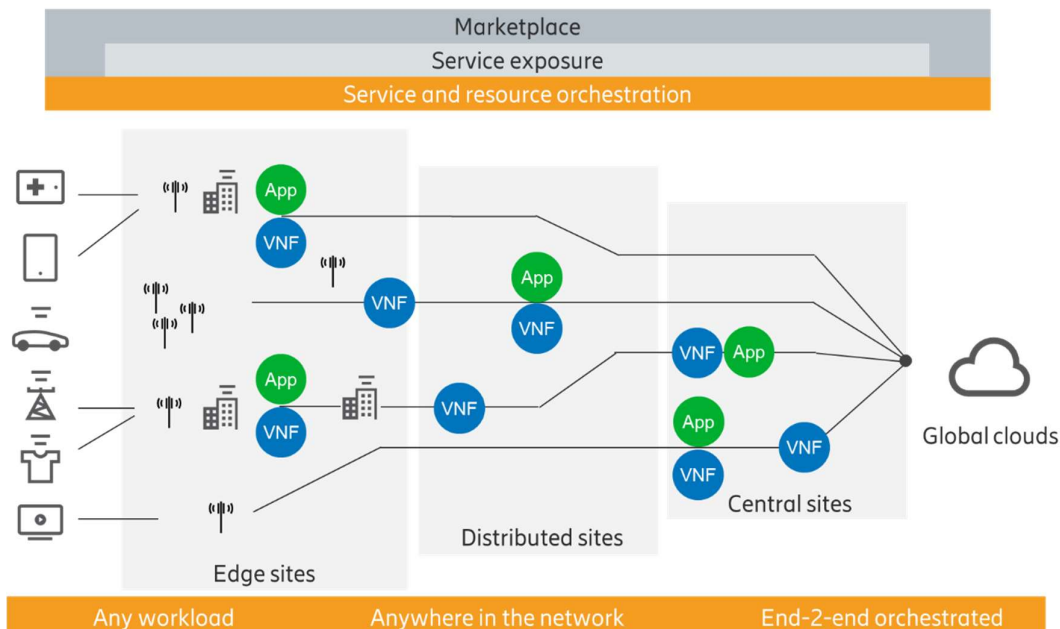 Marketplace
Service exposure
Service and resource orchestration
App
VNF
VNF
App
VNF
App
VNF
VNF
VNF App
App
VNF
VNF
Global clouds
Central sites
Distributed sites
Edge sites
Any workload Anywhere in the network End-2-end orchestrated